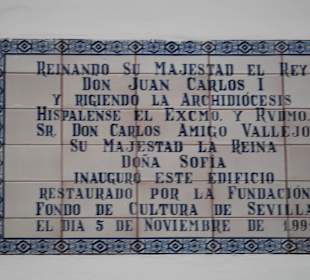 Reinando Su Majestad el Rey
Don Juan Carlos I
y rigiendo la Archidiócesis
Hispalense el Excmo. y Rvdmo.
Sr. Don Carlos Amigo Vallejo
Su Majestad la Reina
Doña Sofía
inauguro este edificio
restaurado por la Fundación
Fondo de Cultura de Sevilla
el dia 5 de Noviembre de